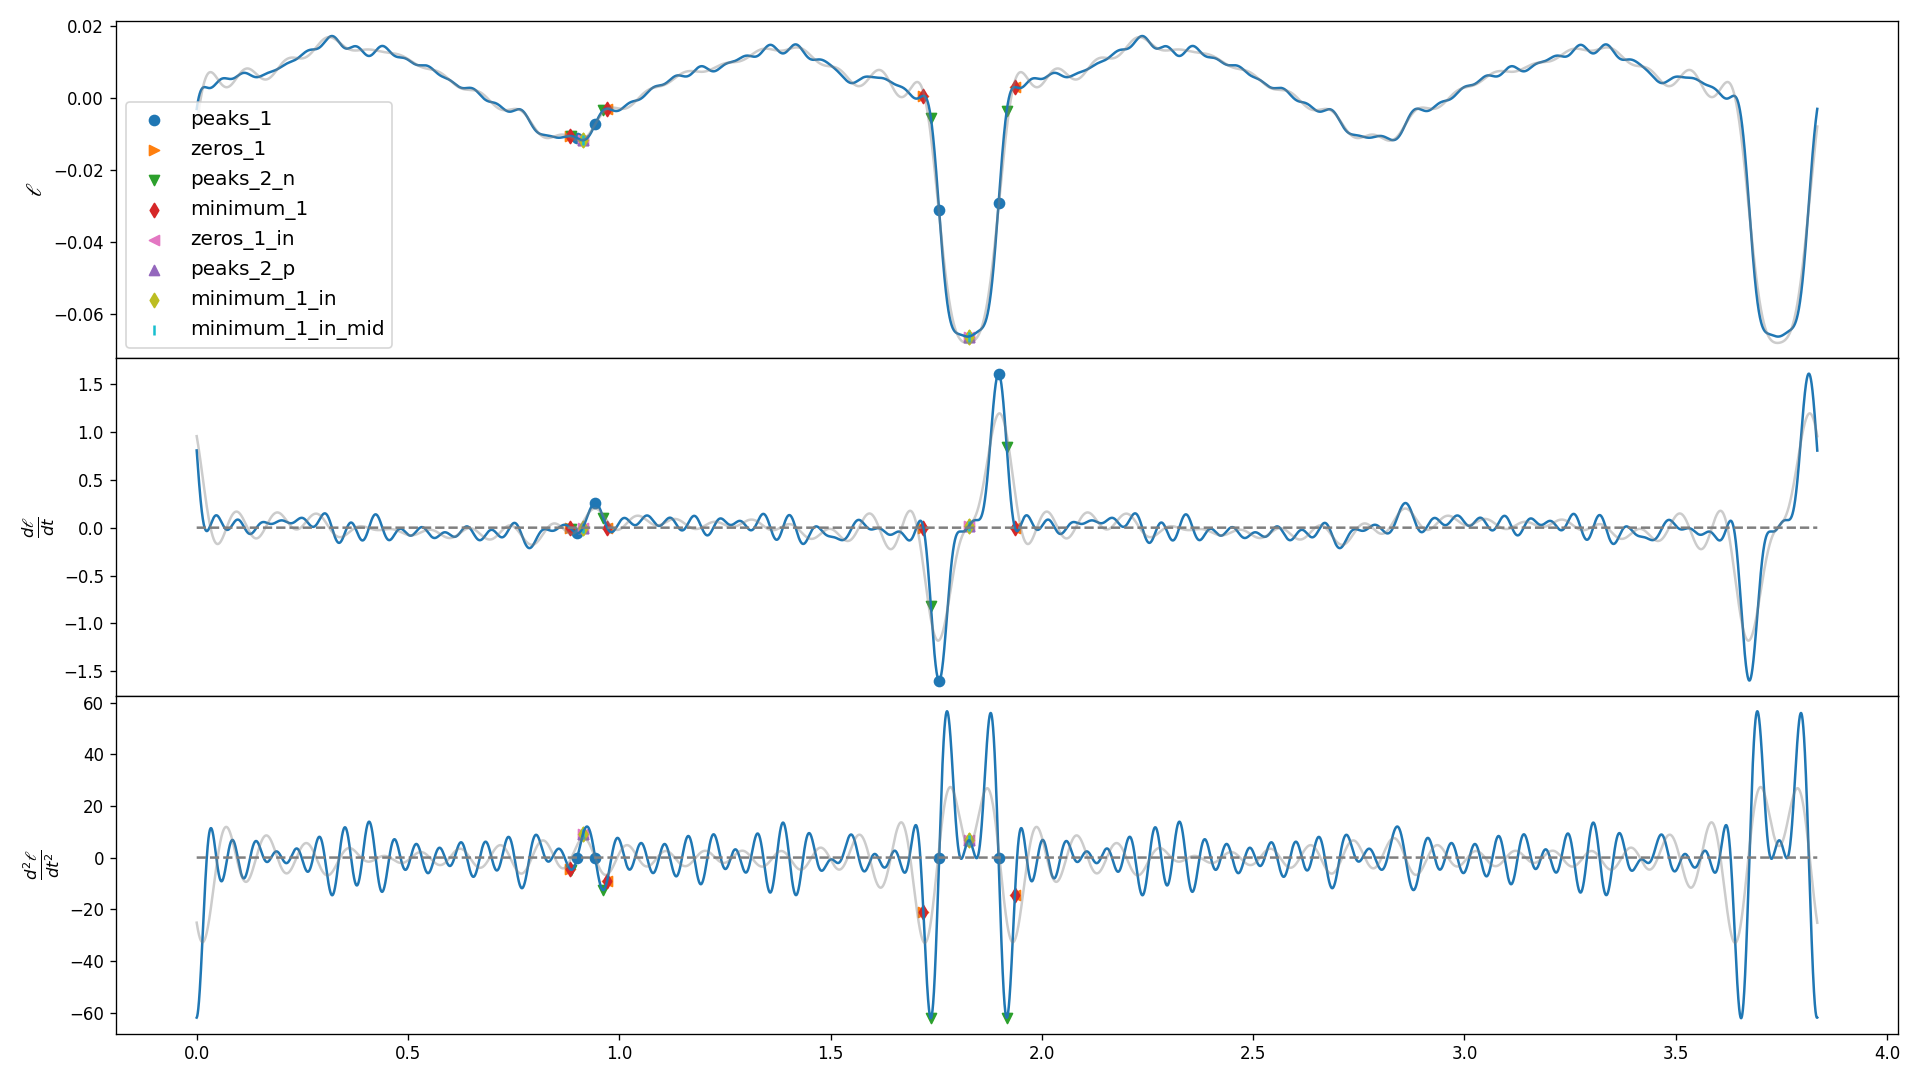 0.02
0.00
−0.02
−0.04
−0.06
ℓ
peaks_1
zeros_1
peaks_2_n
minimum_1
zeros_1_in
peaks_2_p
minimum_1_in
minimum_1_in_mid
1.5
1.0
0.5
0.0
−0.5
−1.0
−1.5
dℓ/dt
60
40
20
0
−20
−40
−60
d²ℓ/dt²
0.0 0.5 1.0 1.5 2.0 2.5 3.0 3.5 4.0